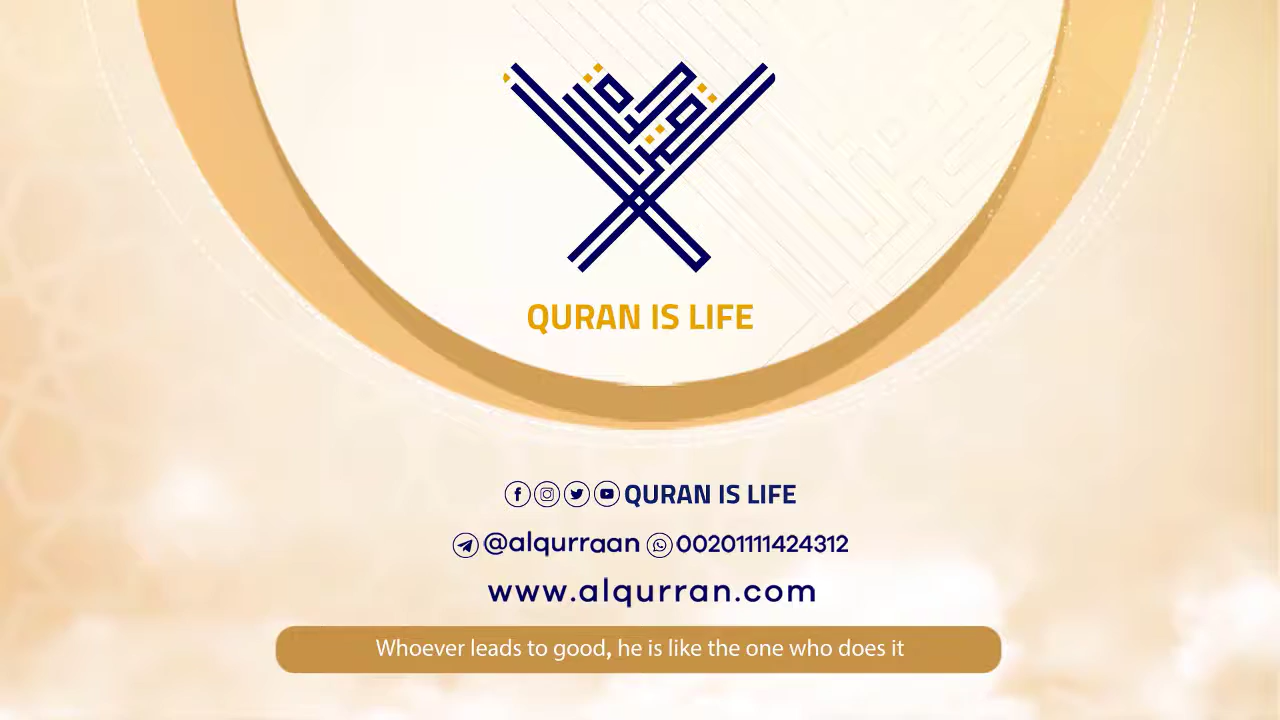 QURAN IS LIFE
QURAN IS LIFE
@alqurraan 00201111424312
www.alqurran.com
Whoever leads to good, he is like the one who does it